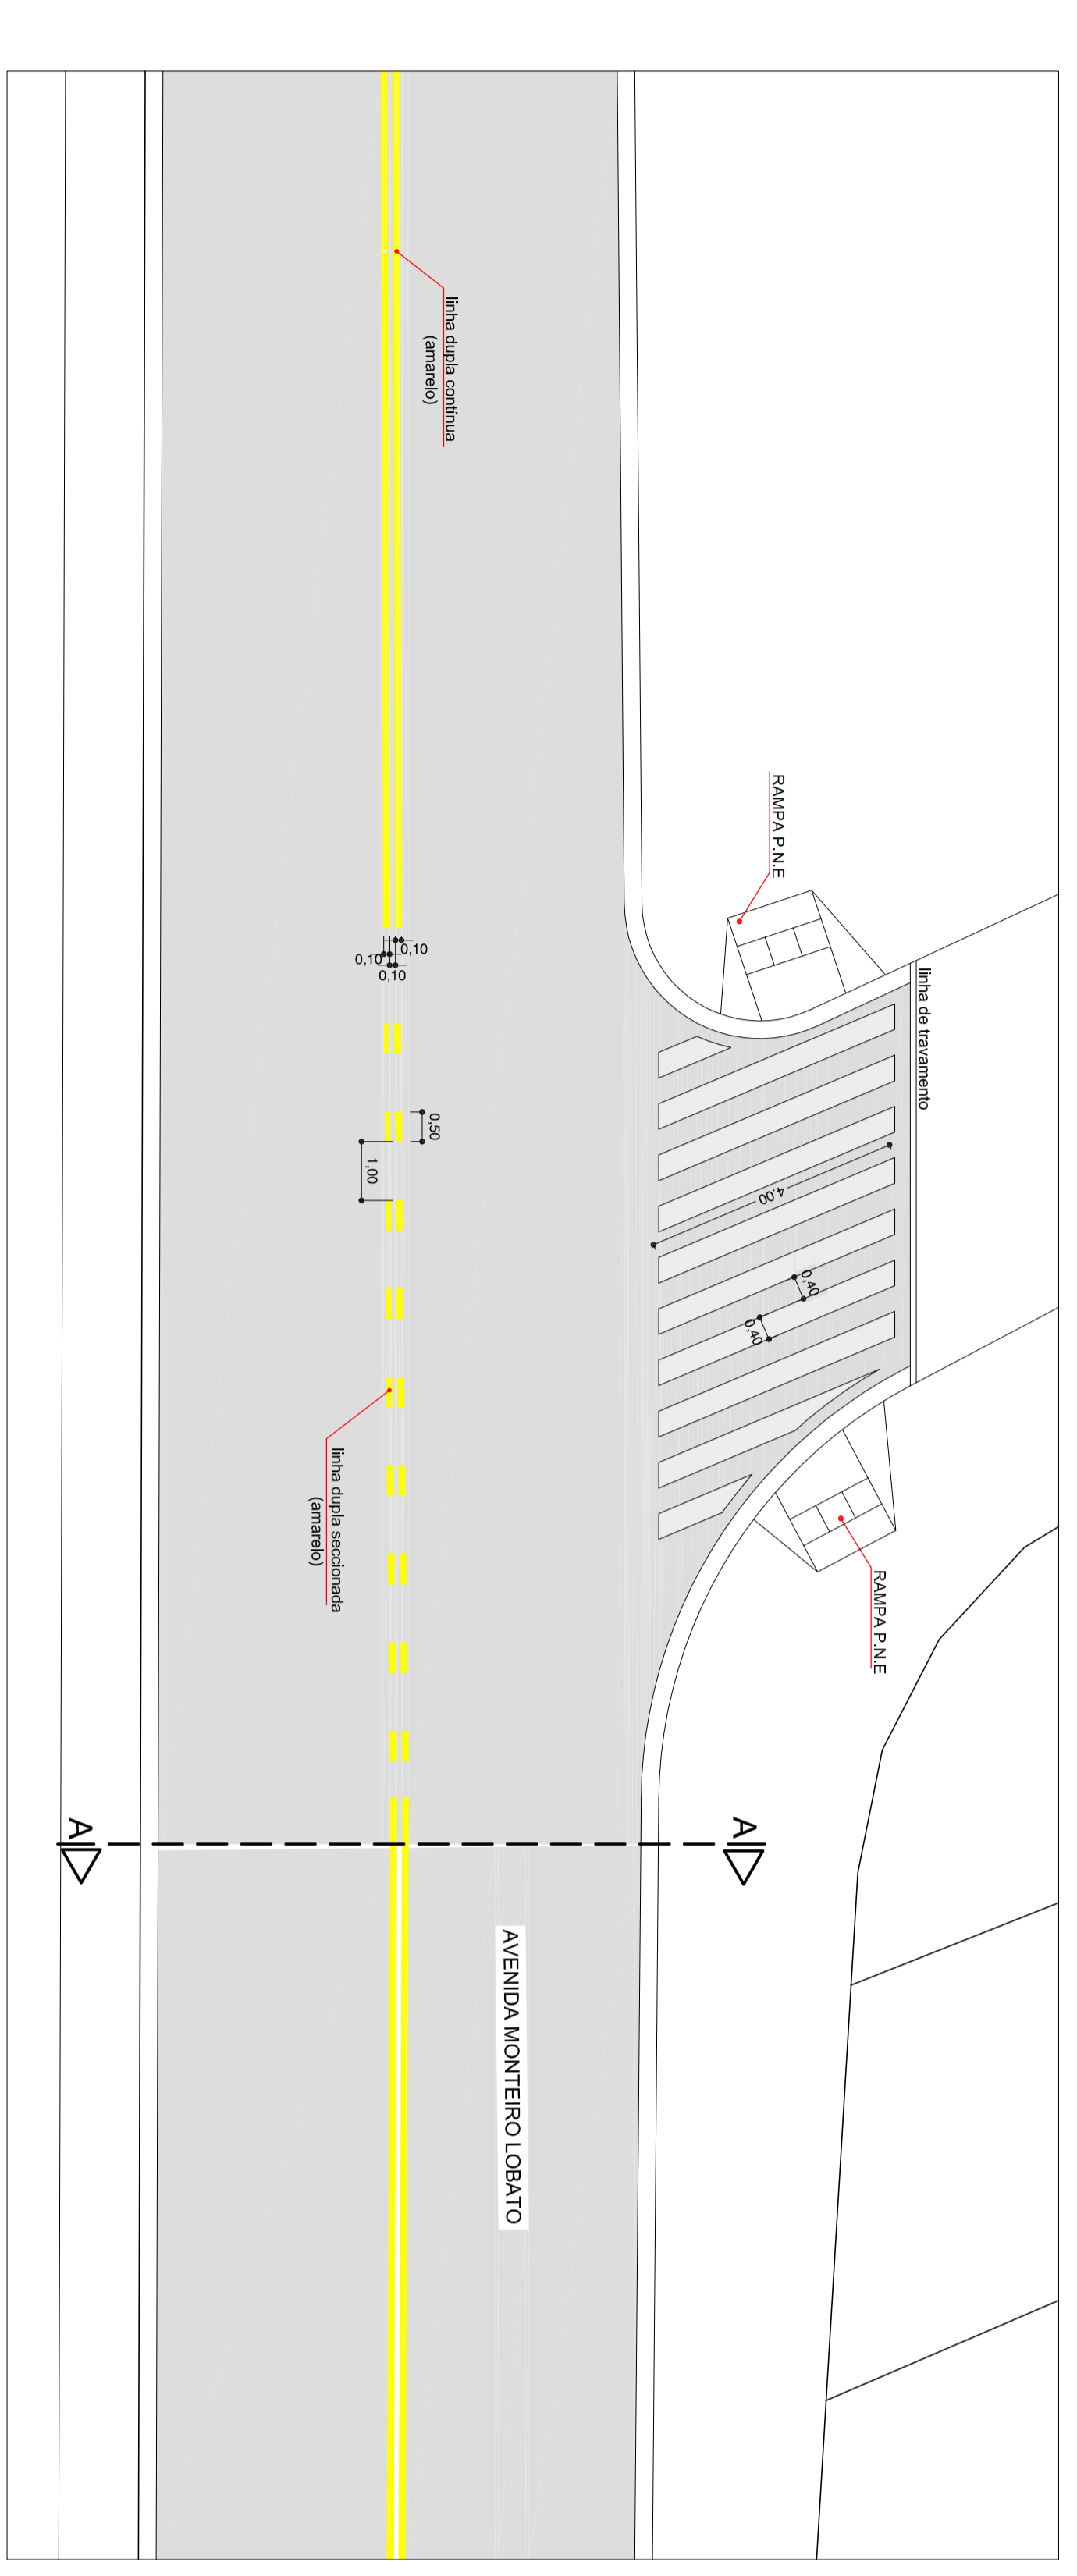 linha dupla contínua
(amarelo)
RAMPA P.N.E
linha de travamento
0,10
0,10
0,10
0,50
1,00
4,00
0,40
0,40
linha dupla seccionada
(amarelo)
RAMPA P.N.E
A
A
AVENIDA MONTEIRO LOBATO